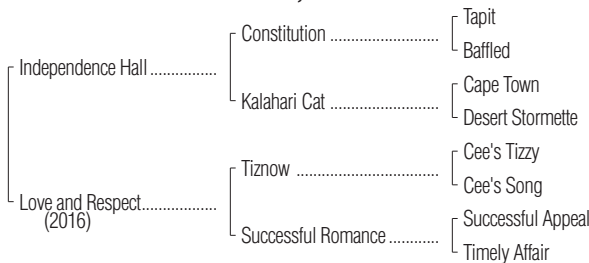 Tapit
Constitution
Baffled
Independence Hall
Cape Town
Kalahari Cat
Desert Stormette
Cee's Tizzy
Tiznow
Cee's Song
Love and Respect
(2016)
Successful Appeal
Successful Romance
Timely Affair